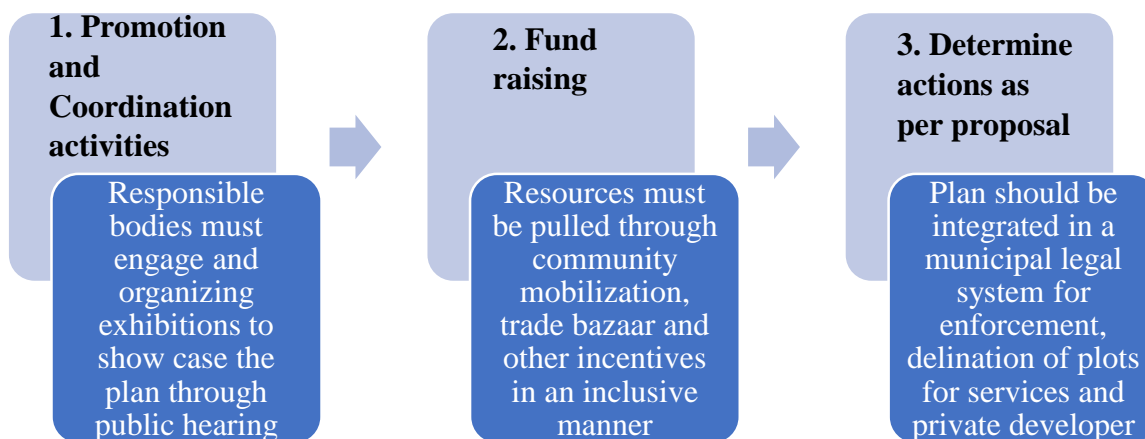 1. Promotion
and
Coordination
activities
Responsible
bodies must
engage and
organizing
exhibitions to
show case the
plan through
public hearing
2. Fund
raising
Resources must
be pulled through
community
mobilization,
trade bazaar and
other incentives
in an inclusive
manner
3. Determine
actions as
per proposal
Plan should be
integrated in a
municipal legal
system for
enforcement,
delination of plots
for services and
private developer